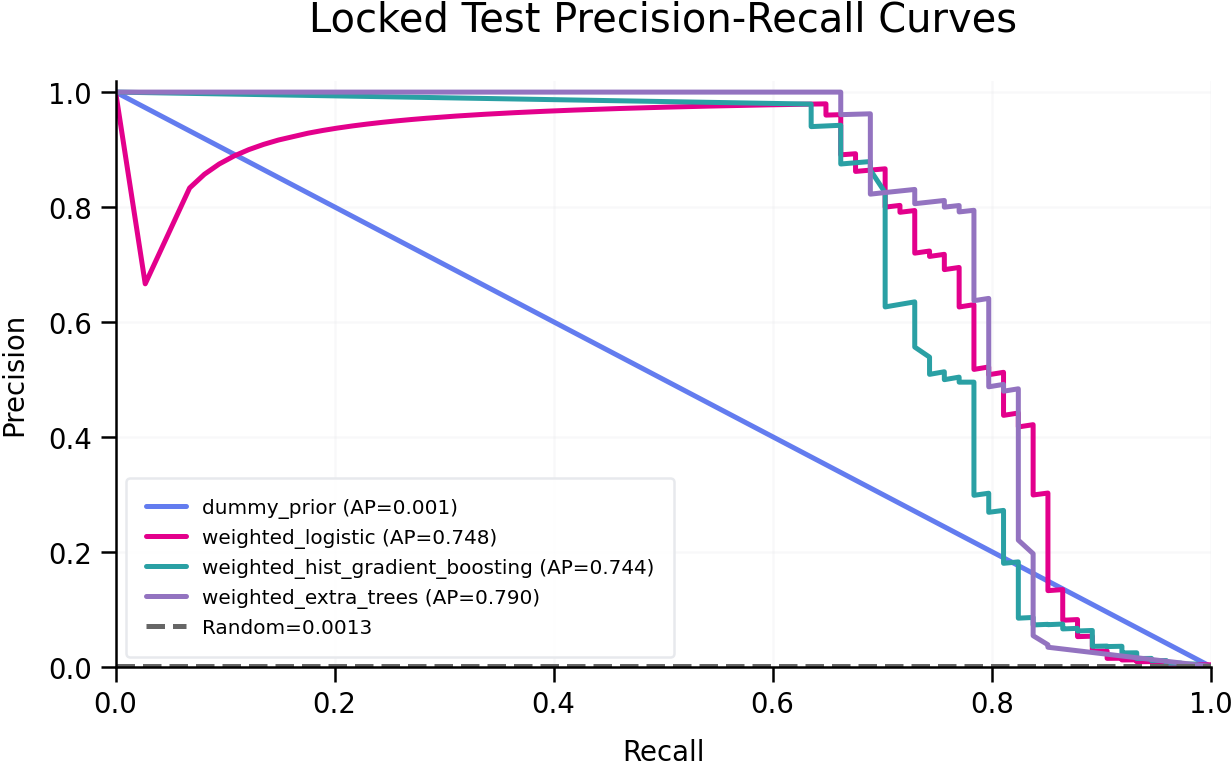 Locked Test Precision-Recall Curves
1.0
0.8
0.6
0.4
0.2
0.0
Precision
dummy_prior (AP=0.001)
weighted_logistic (AP=0.748)
weighted_hist_gradient_boosting (AP=0.744)
weighted_extra_trees (AP=0.790)
Random=0.0013
0.0 0.2 0.4 0.6 0.8 1.0
Recall